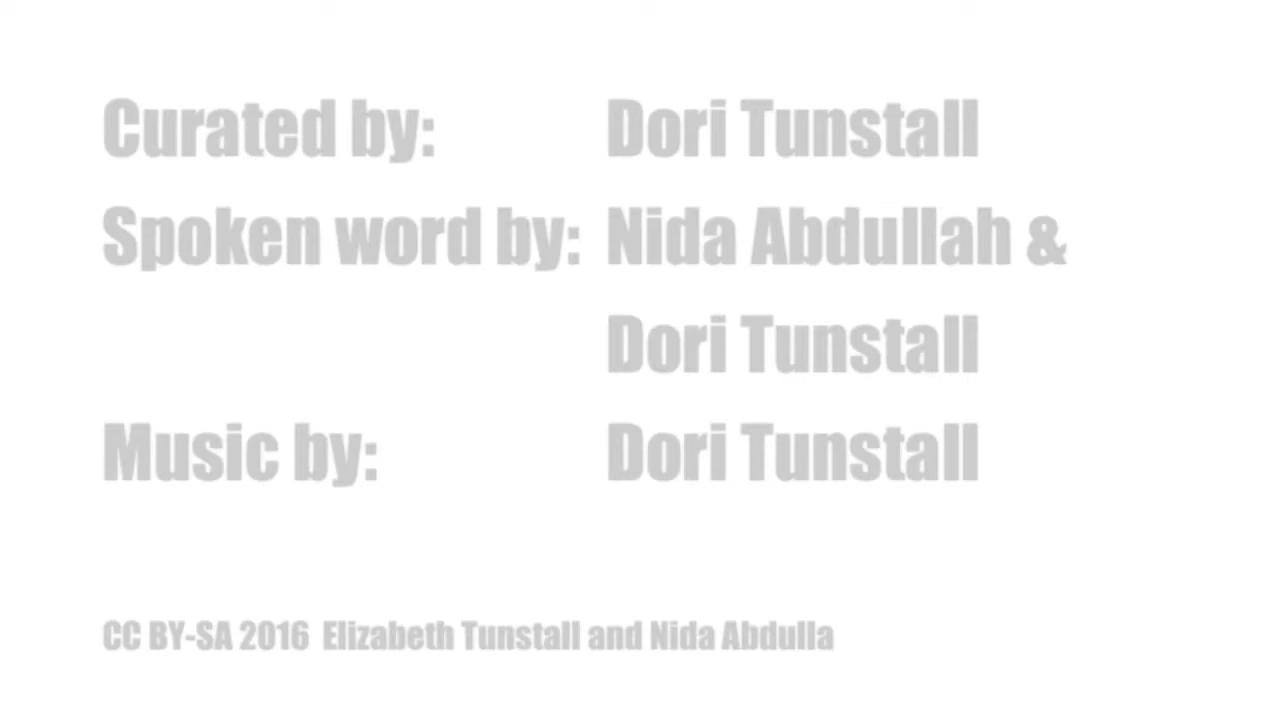 Curated by: Dori Tunstall
Spoken word by: Nida Abdullah &
Dori Tunstall
Music by: Dori Tunstall
CC BY-SA 2016 Elizabeth Tunstall and Nida Abdulla